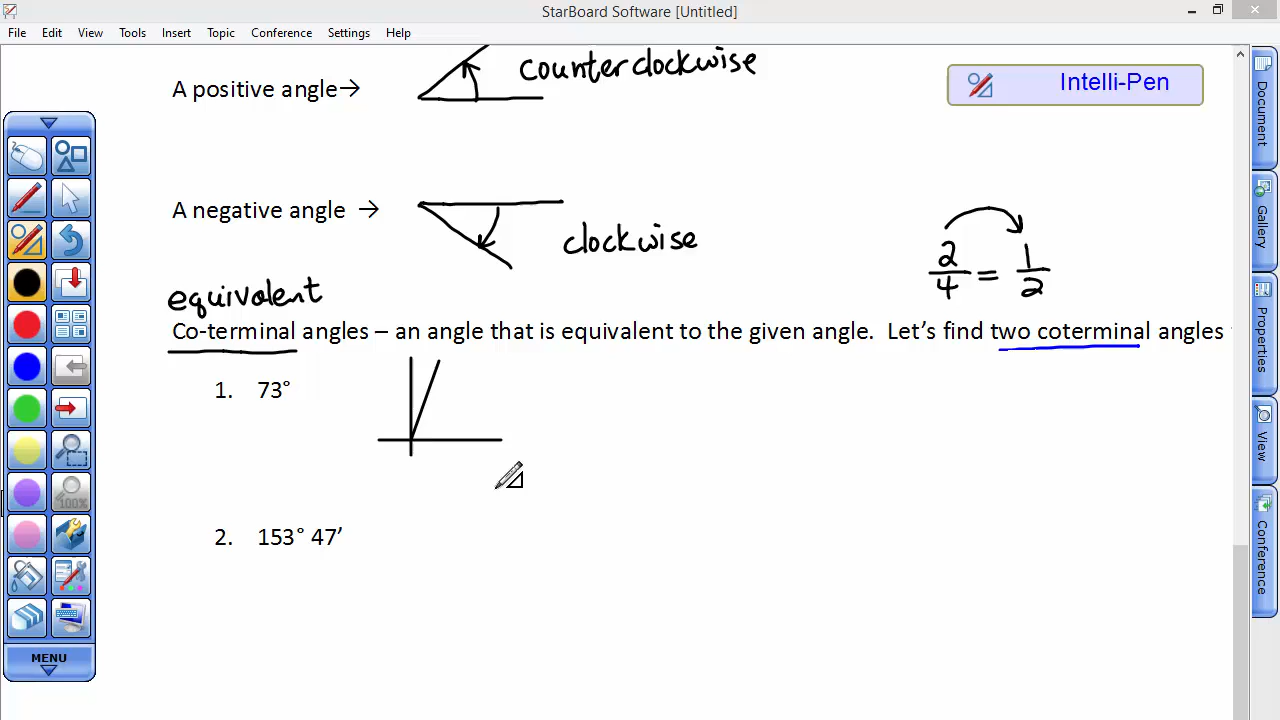 StarBoard Software [Untitled]
File Edit View Tools Insert Topic Conference Settings Help
counterclockwise
A positive angle→
Intelli-Pen
A negative angle →
clockwise
2/4 = 1/2
equivalent
Co-terminal angles – an angle that is equivalent to the given angle. Let's find two coterminal angles
1. 73°
2. 153° 47’
100%
MENU
Document
Gallery
Properties
View
Conference